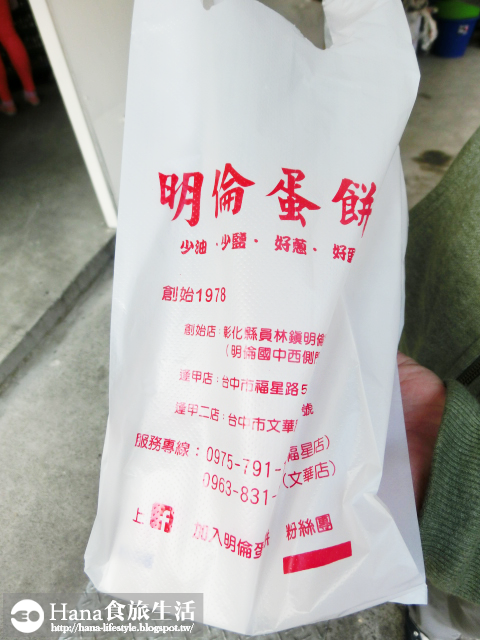 明倫蛋餅
少油．少鹽．好蔥．好
創始1978
創始店：彰化縣員林鎮明倫
（明倫國中西側
逢甲店：台中市福星路5
逢甲二店：台中市文華 號
服務專線：0975-791- 福星店）
0963-831- （文華店）
上 f 加入明倫蛋 粉絲團
Hana食旅生活
http://hana-lifestyle.blogspot.tw/